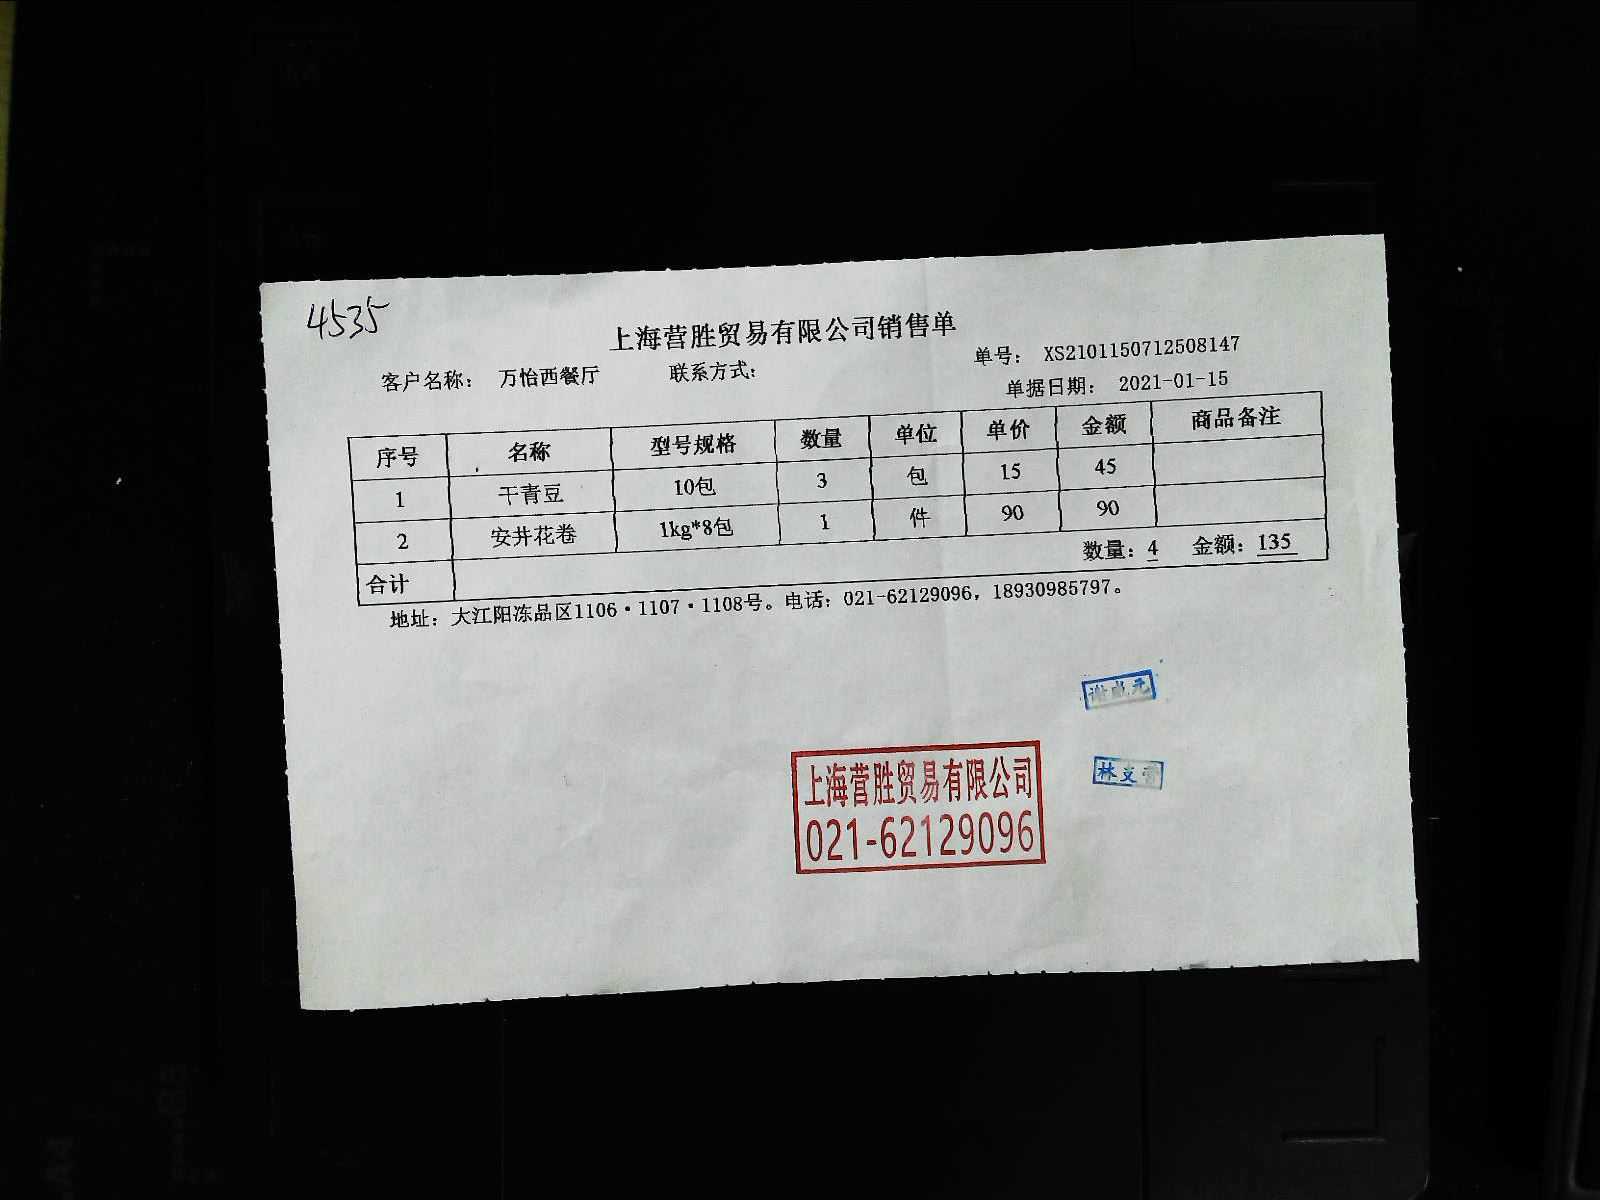 4535
上海营胜贸易有限公司销售单
单号： XS2101150712508147
客户名称： 万怡西餐厅 联系方式：
单据日期： 2021-01-15
序号 名称 型号规格 数量 单位 单价 金额 商品备注
1 干青豆 10包 3 包 15 45
2 安井花卷 1kg*8包 1 件 90 90
合计 数量：4 金额：135
地址：大江阳冻品区1106·1107·1108号。电话：021-62129096，18930985797。
上海营胜贸易有限公司
021-62129096